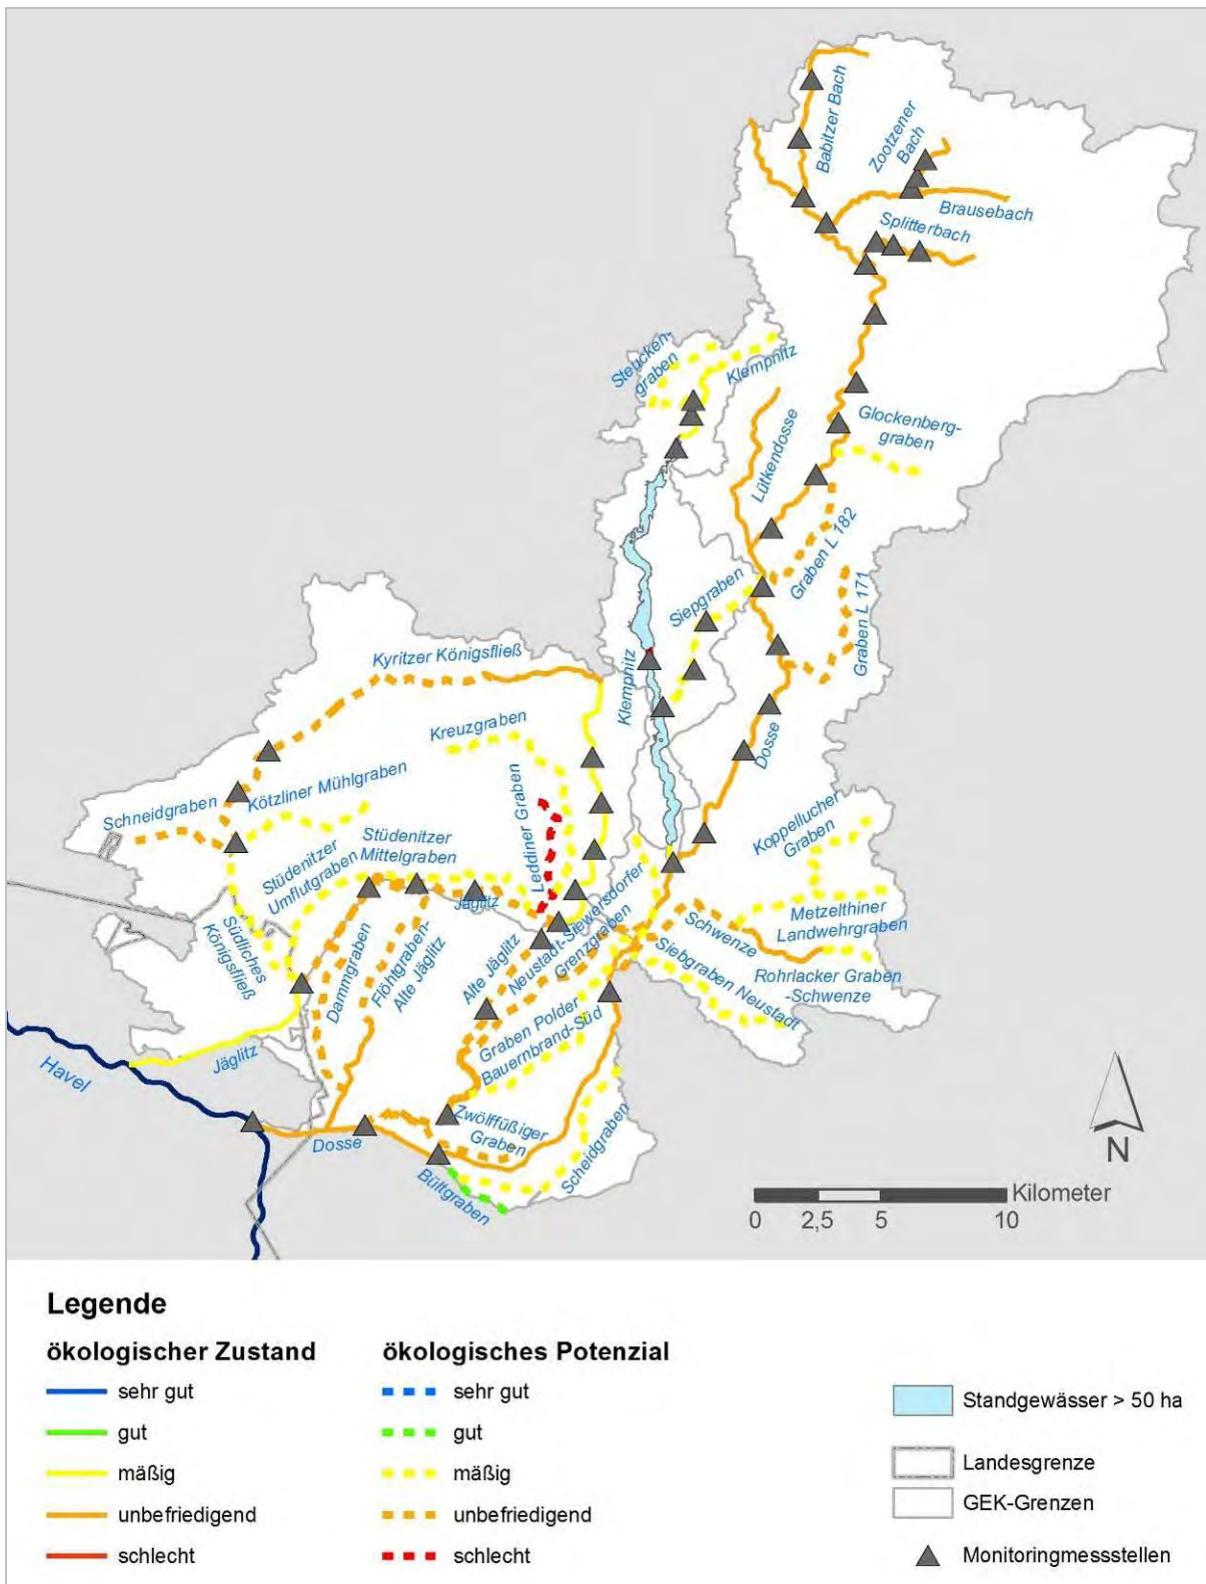 Babitzer Bach
Zootzener
Bach
Brausebach
Splitterbach
Steucken-
graben
Klempnitz
Lütkendosse
Glockenberg-
graben
Graben L 182
Graben L 171
Siepgraben
Klempnitz
Dosse
Kyritzer Königsfließ
Kreuzgraben
Leddiner Graben
Schneidgraben
Kötzliner Mühlgraben
Stüdenitzer
Mittelgraben
Stüdenitzer
Umflutgraben
Jäglitz
Südliches
Königsfließ
Dammgraben
Flöhtgraben-
Alte Jäglitz
Alte Jäglitz
Neustadt-Siewersdorfer
Grenzgraben
Koppellucher
Graben
Metzelthiner
Landwehrgraben
Schwenze
Rohrlacker Graben
-Schwenze
Siebgraben Neustadt
Graben Polder
Bauernbrand-Süd
Jäglitz
Havel
Dosse
Zwölffüßiger
Graben
Scheidgraben
Bültgraben
N
Kilometer
0 2,5 5 10
Legende
ökologischer Zustand
sehr gut
gut
mäßig
unbefriedigend
schlecht
ökologisches Potenzial
sehr gut
gut
mäßig
unbefriedigend
schlecht
Standgewässer > 50 ha
Landesgrenze
GEK-Grenzen
Monitoringmessstellen